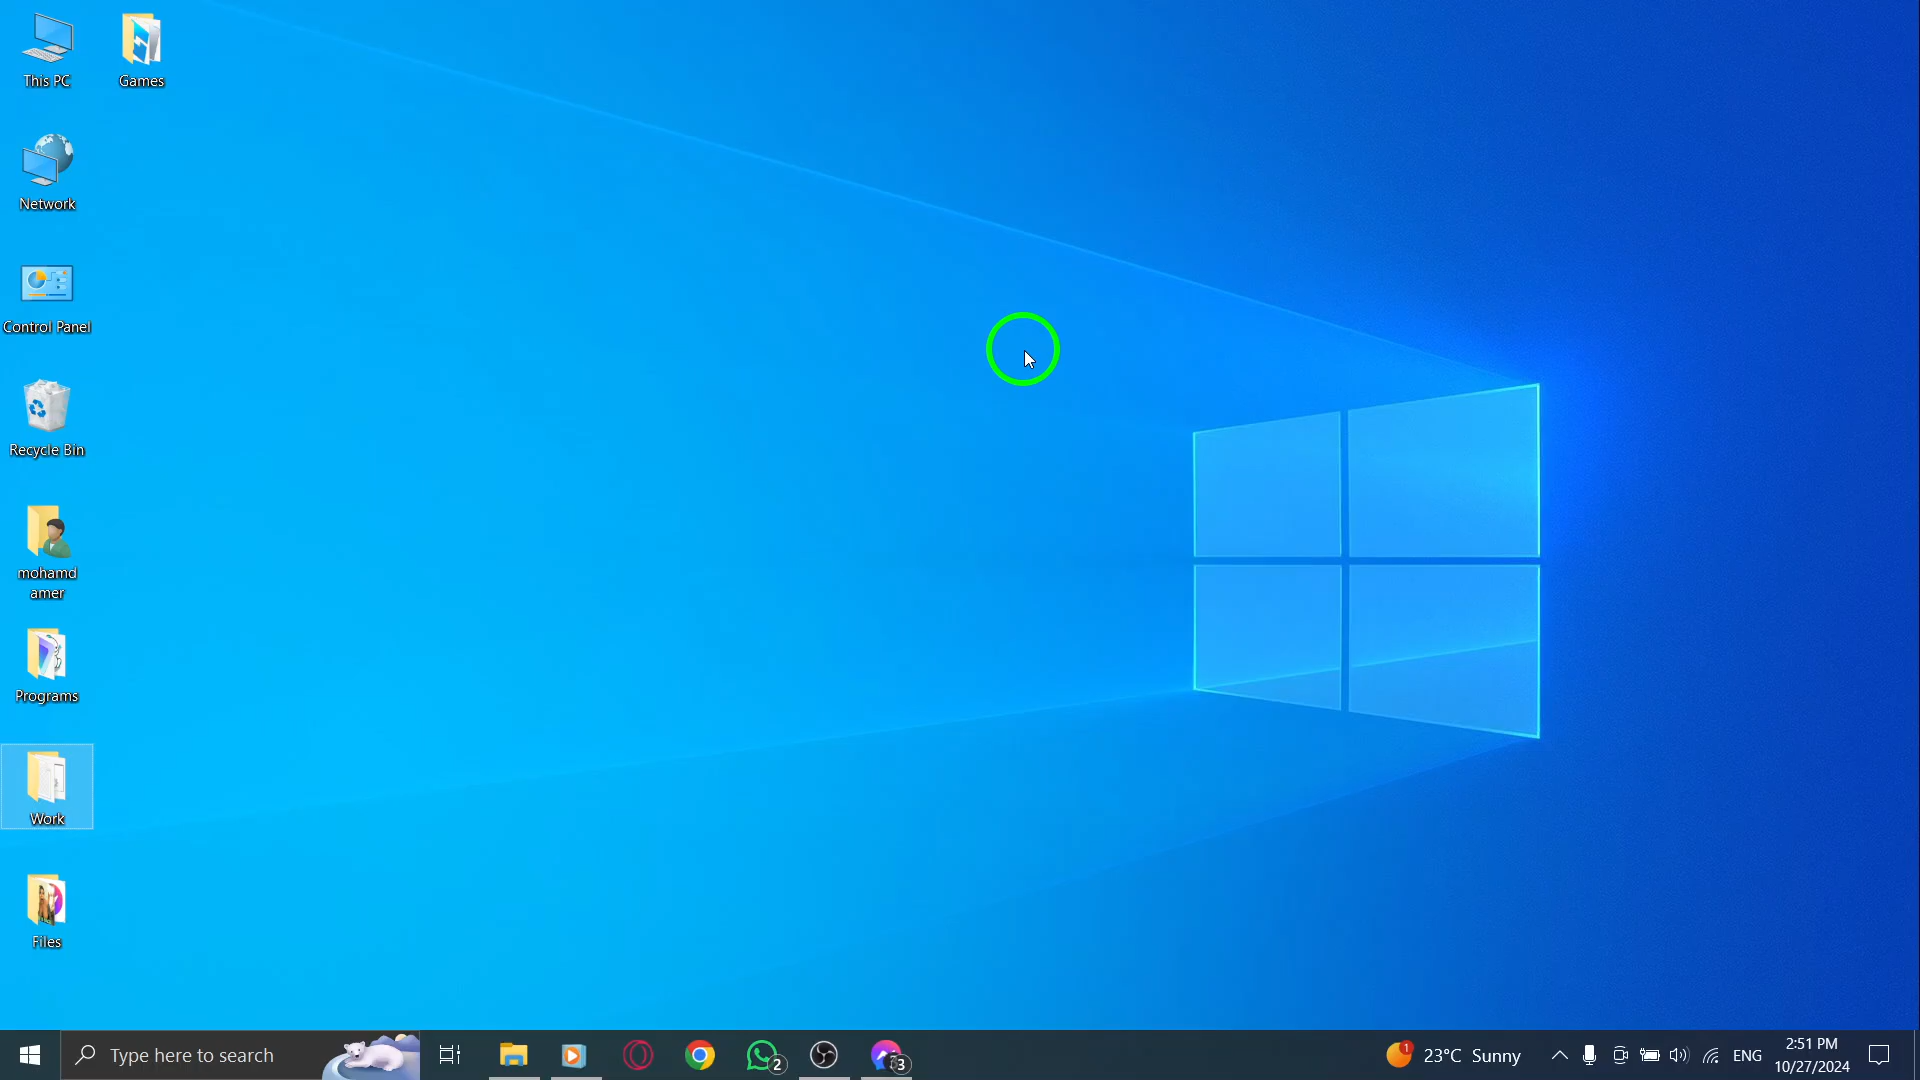 This PC
Games
Network
Control Panel
Recycle Bin
mohamd
amer
Programs
Work
Files
Type here to search
2
3
1
23°C Sunny
ENG
2:51 PM
10/27/2024